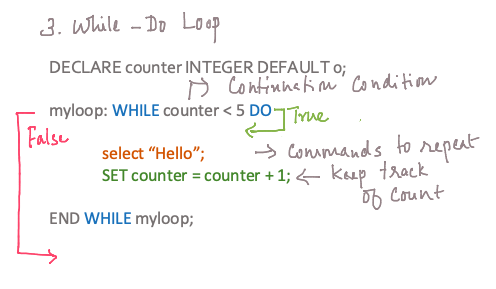 3. While – Do Loop
DECLARE counter INTEGER DEFAULT 0;
Continuation Condition
myloop: WHILE counter < 5 DO
True
False
select “Hello”;
Commands to repeat
SET counter = counter + 1;
Keep track
of count
END WHILE myloop;